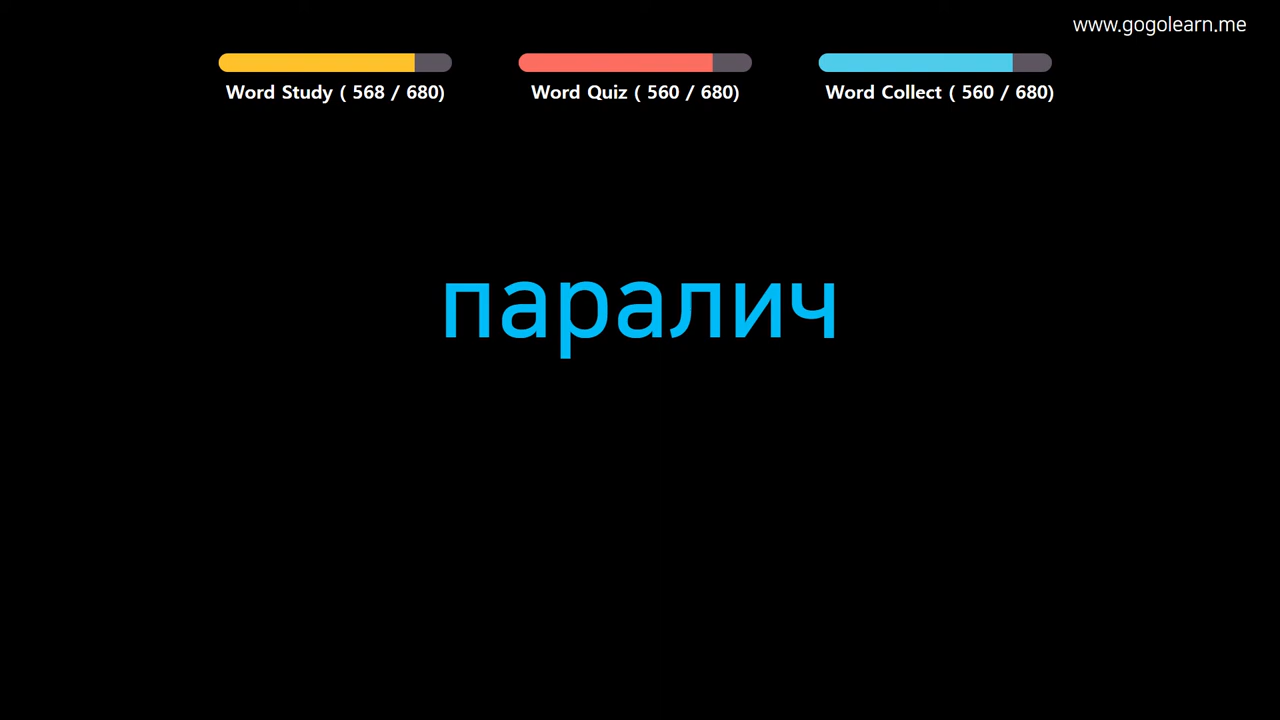 www.gogolearn.me
Word Study ( 568 / 680)
Word Quiz ( 560 / 680)
Word Collect ( 560 / 680)
паралич